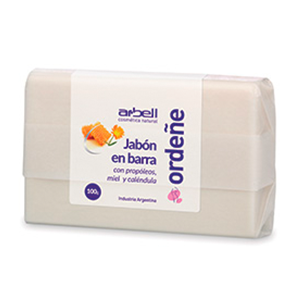 arbell
cosmética natural
Jabón
en barra
con propóleos,
miel y caléndula
100g
Industria Argentina
ordeñe